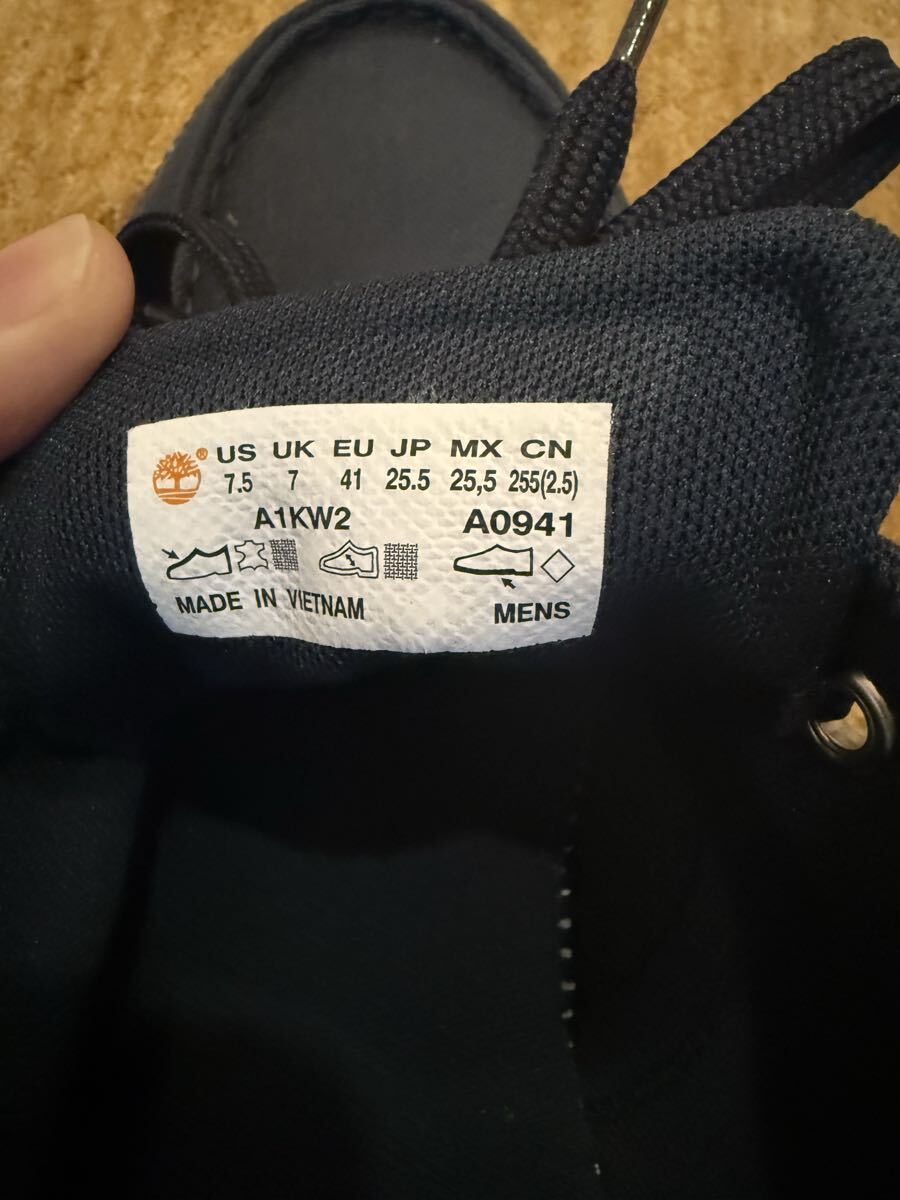 ® US UK EU JP MX CN
7.5 7 41 25.5 25,5 255(2.5)
A1KW2 A0941
MADE IN VIETNAM MENS